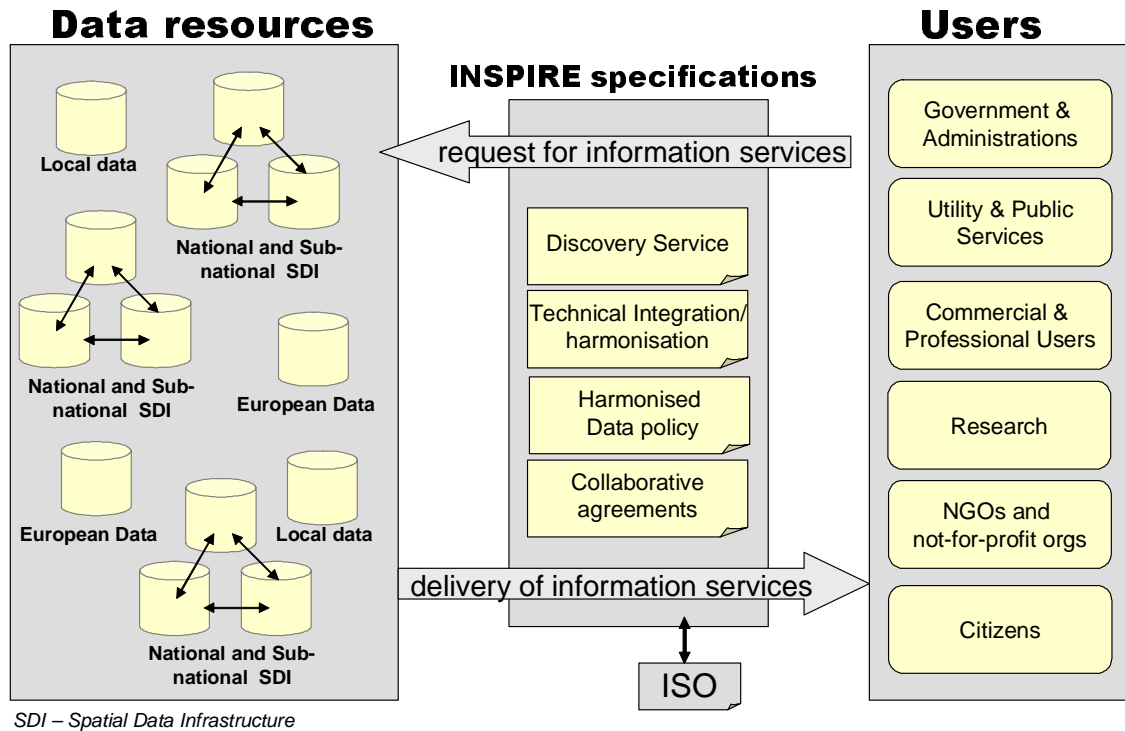 Data resources
Local data
National and Sub-
national SDI
National and Sub-
national SDI
European Data
European Data
Local data
National and Sub-
national SDI
SDI – Spatial Data Infrastructure
INSPIRE specifications
request for information services
Discovery Service
Technical Integration/
harmonisation
Harmonised
Data policy
Collaborative
agreements
delivery of information services
ISO
Users
Government &
Administrations
Utility & Public
Services
Commercial &
Professional Users
Research
NGOs and
not-for-profit orgs
Citizens